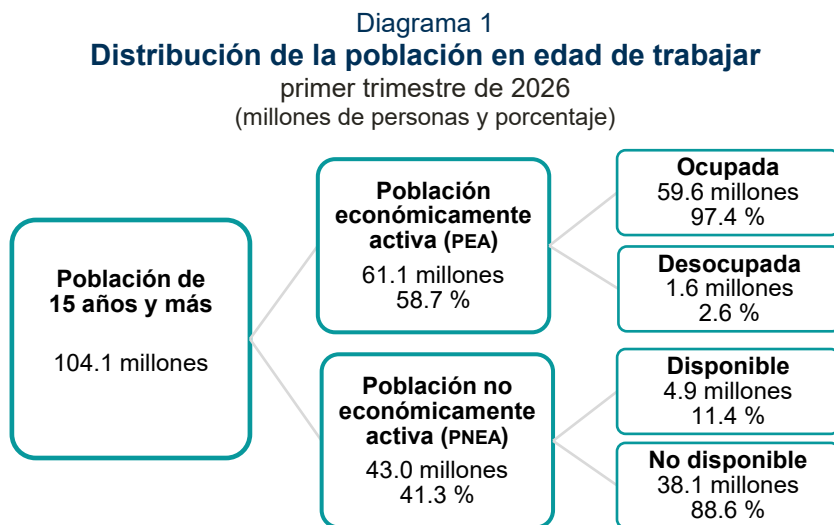 Diagrama 1
Distribución de la población en edad de trabajar
primer trimestre de 2026
(millones de personas y porcentaje)
Población de
15 años y más
104.1 millones
Población
económicamente
activa (PEA)
61.1 millones
58.7 %
Ocupada
59.6 millones
97.4 %
Desocupada
1.6 millones
2.6 %
Población no
económicamente
activa (PNEA)
43.0 millones
41.3 %
Disponible
4.9 millones
11.4 %
No disponible
38.1 millones
88.6 %